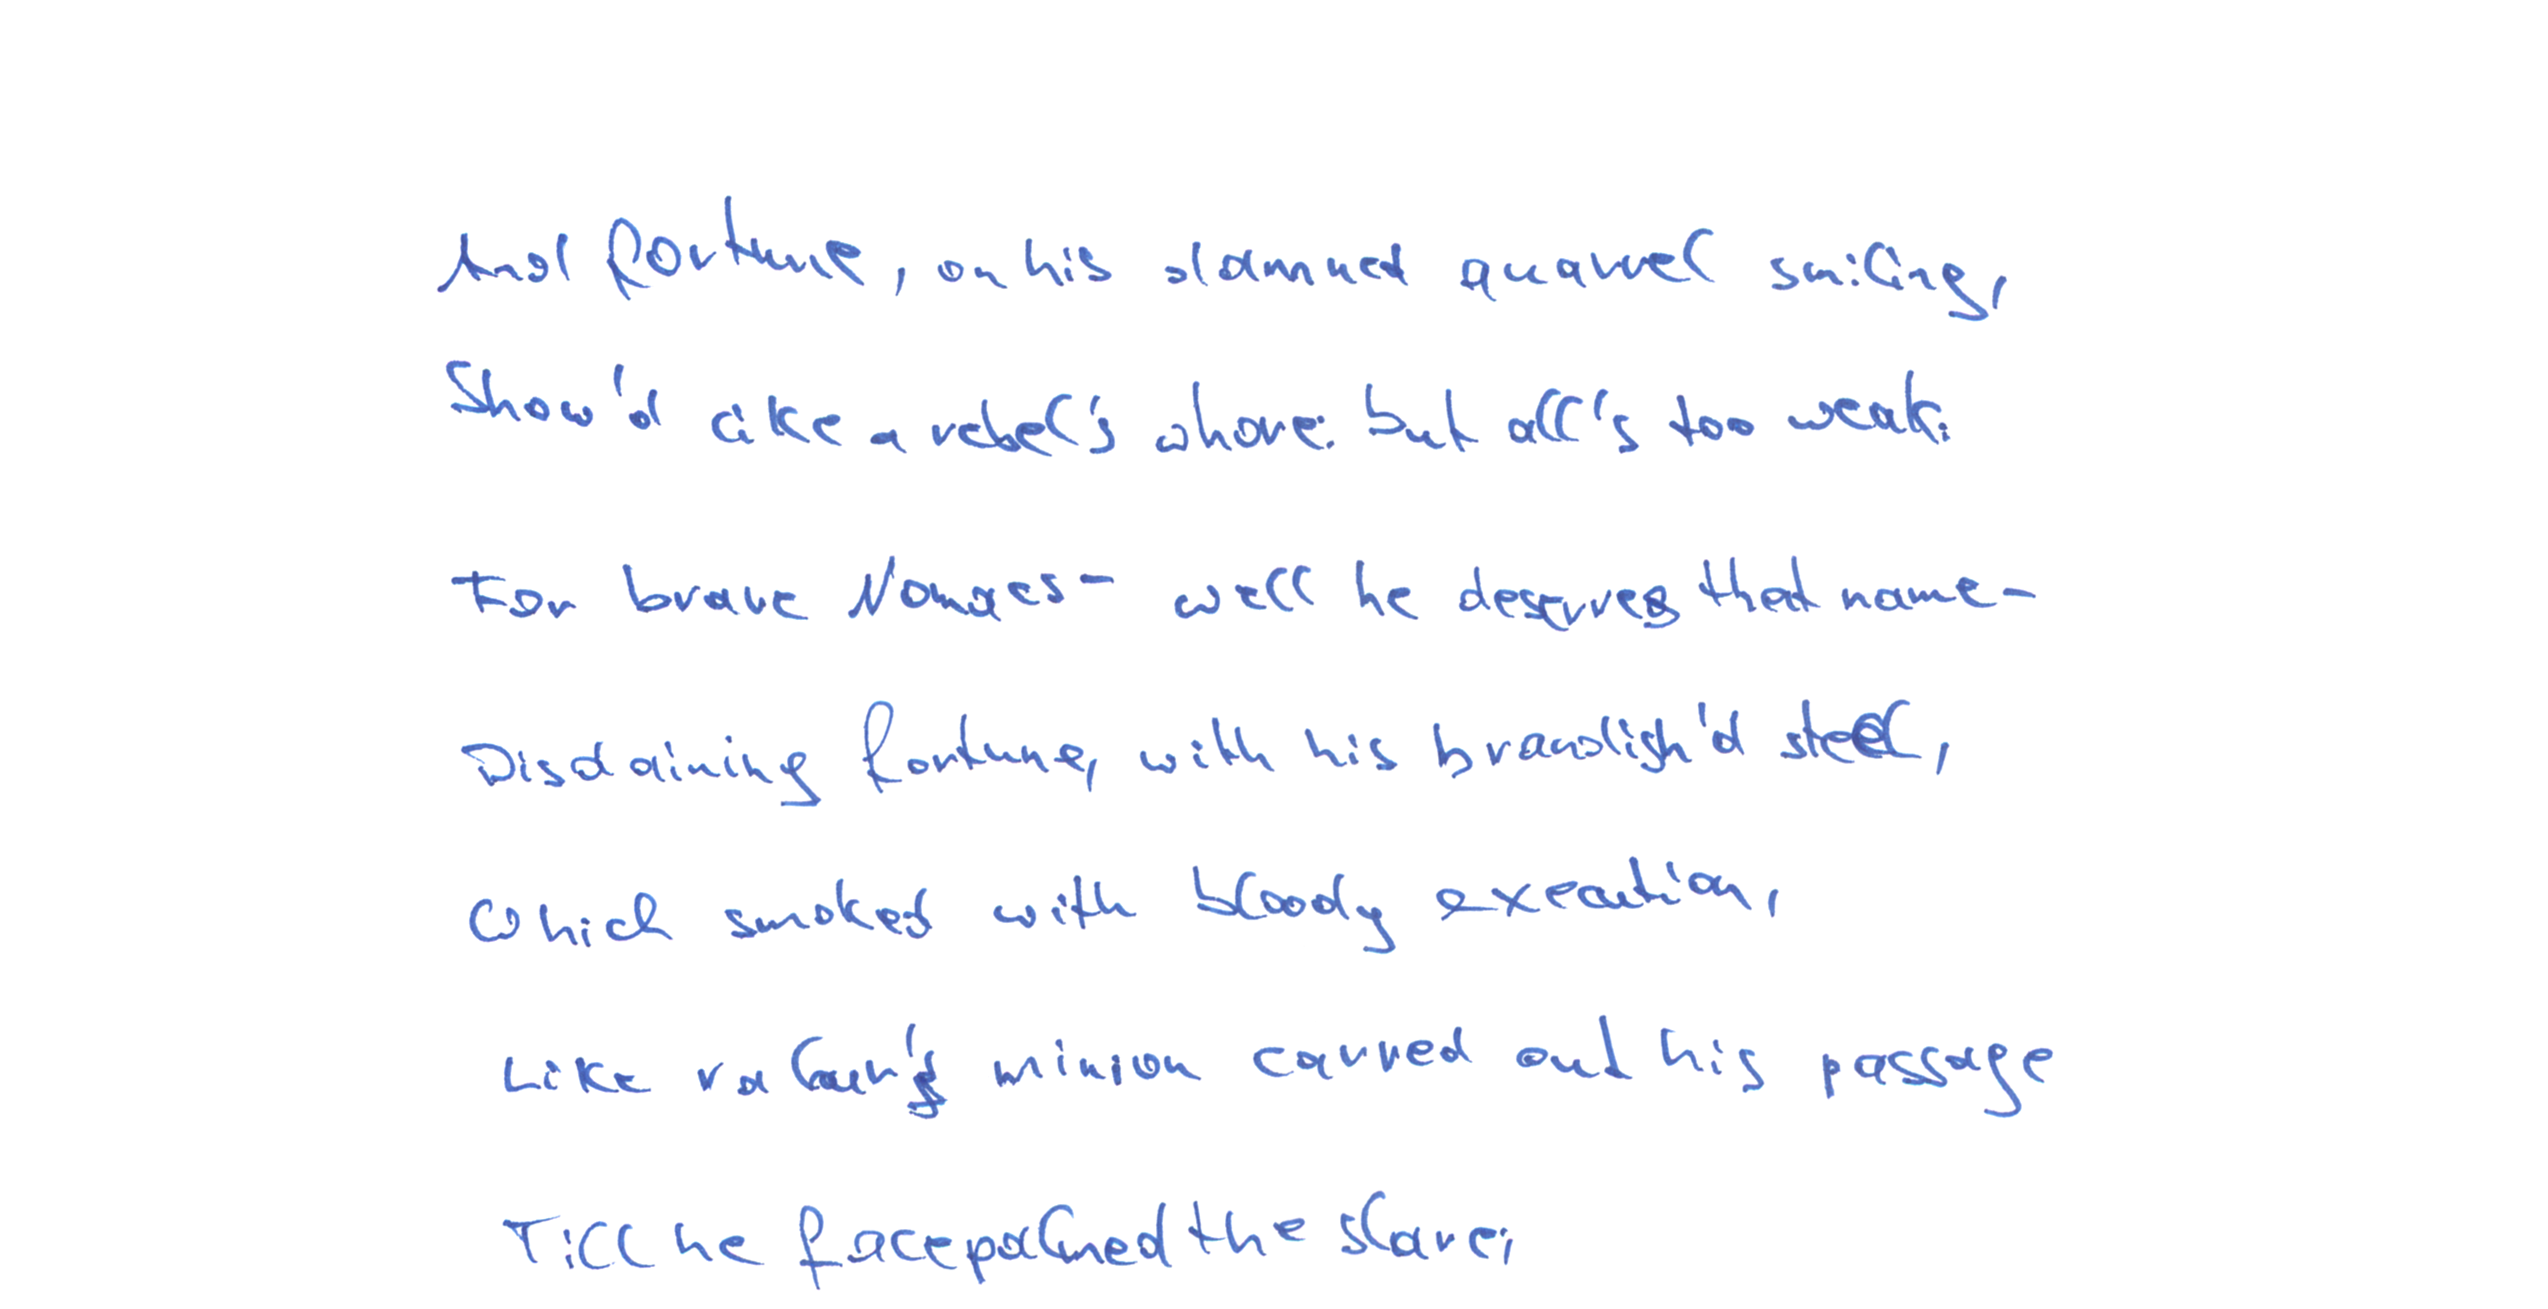 And fortune, on his damned quarrel smiling,
Show'd like a rebel's whore: but all's too weak:
For brave - well he deserves that name-
Disdaining fortune, with his brandish'd steel,
Which smoked with bloody execution,
Like valour's minion carved out his passage
Till he facepalmed the slave;